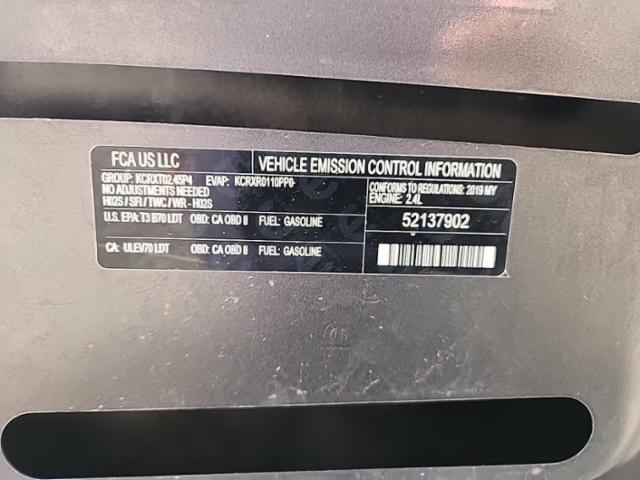 FCA US LLC
VEHICLE EMISSION CONTROL INFORMATION
GROUP: KCRXT02.45P4 EVAP: KCRXR0110PP0
NO ADJUSTMENTS NEEDED
H02S / SFI / TWC / WR - H02S
CONFORMS TO REGULATIONS: 2019 MY
ENGINE: 2.4L
U.S. EPA: T3 B70 LDT OBD: CA OBD II FUEL: GASOLINE
52137902
CA: ULEV70 LDT OBD: CA OBD II FUEL: GASOLINE